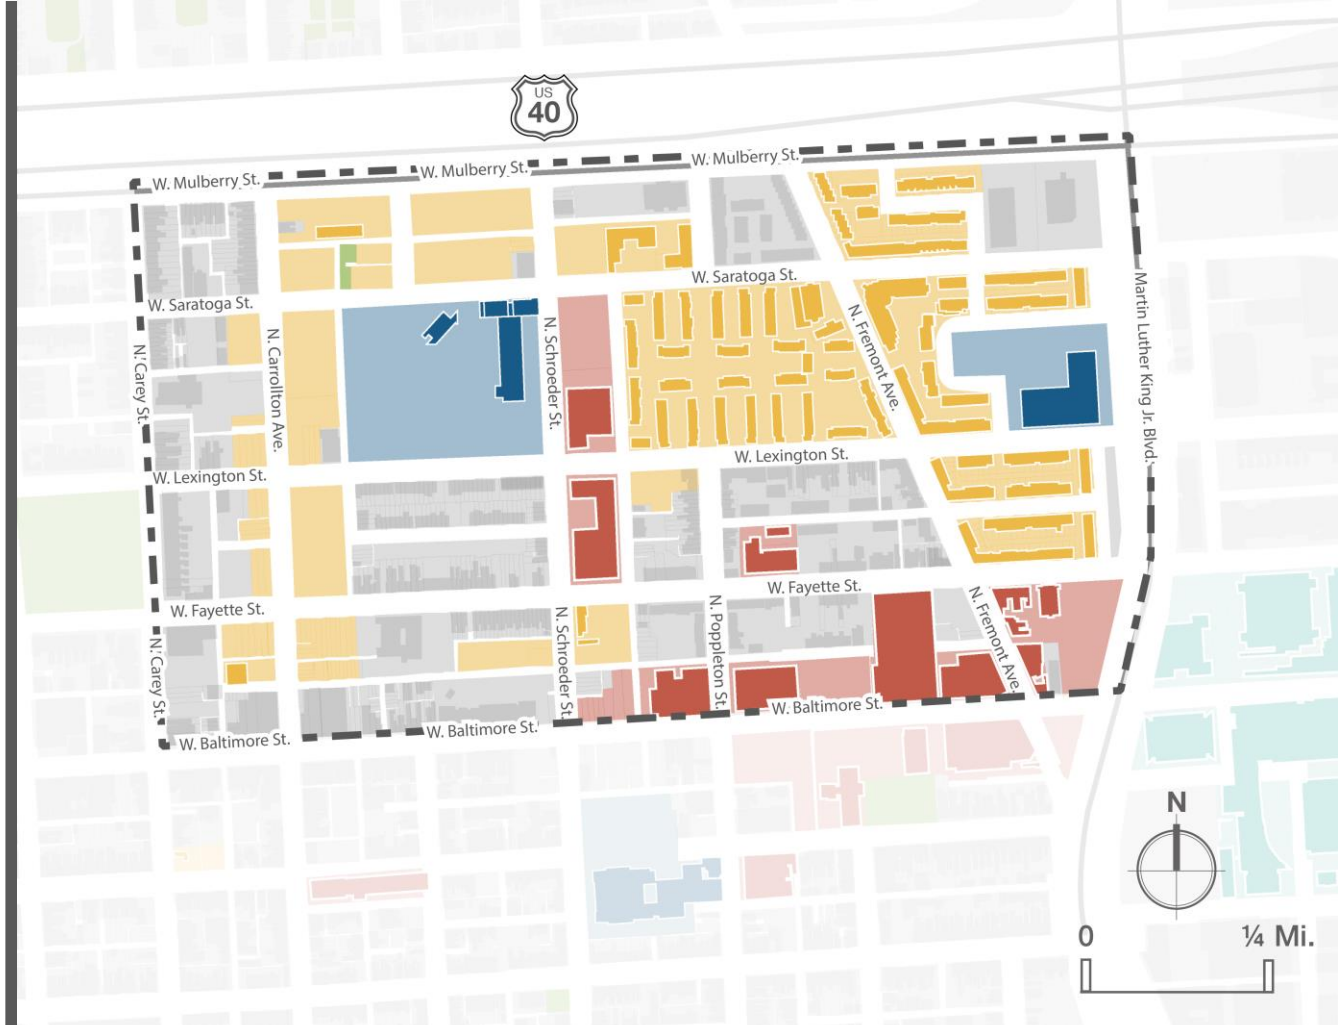 US
40
W. Mulberry St.
W. Mulberry St.
W. Mulberry St.
W. Saratoga St.
W. Saratoga St.
N. Carey St.
N. Carrollton Ave.
N. Schroeder St.
N. Fremont Ave.
Martin Luther King Jr. Blvd.
W. Lexington St.
W. Lexington St.
W. Fayette St.
W. Fayette St.
N. Carey St.
N. Schroeder St.
N. Poppleton St.
N. Fremont Ave.
W. Baltimore St.
W. Baltimore St.
W. Baltimore St.
N
0 ¼ Mi.